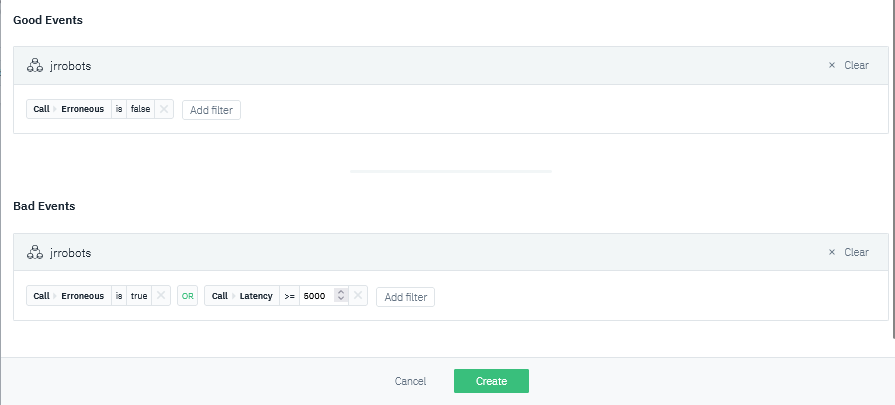 Good Events
jrrobots
× Clear
Call Erroneous is false × Add filter
Bad Events
jrrobots
× Clear
Call Erroneous is true × OR Call Latency >= 5000 × Add filter
Cancel Create